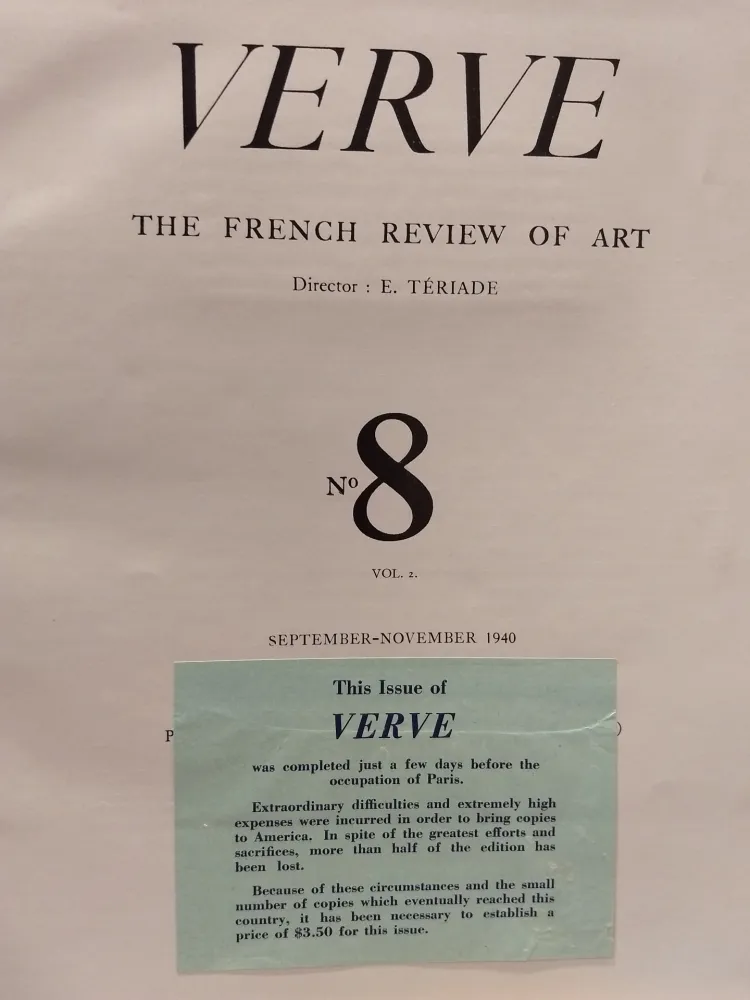 VERVE
THE FRENCH REVIEW OF ART
Director : E. TÉRIADE
Nº 8
VOL. 2.
SEPTEMBER-NOVEMBER 1940
P )
This Issue of
VERVE
was completed just a few days before the
occupation of Paris.
Extraordinary difficulties and extremely high
expenses were incurred in order to bring copies
to America. In spite of the greatest efforts and
sacrifices, more than half of the edition has
been lost.
Because of these circumstances and the small
number of copies which eventually reached this
country, it has been necessary to establish a
price of $3.50 for this issue.